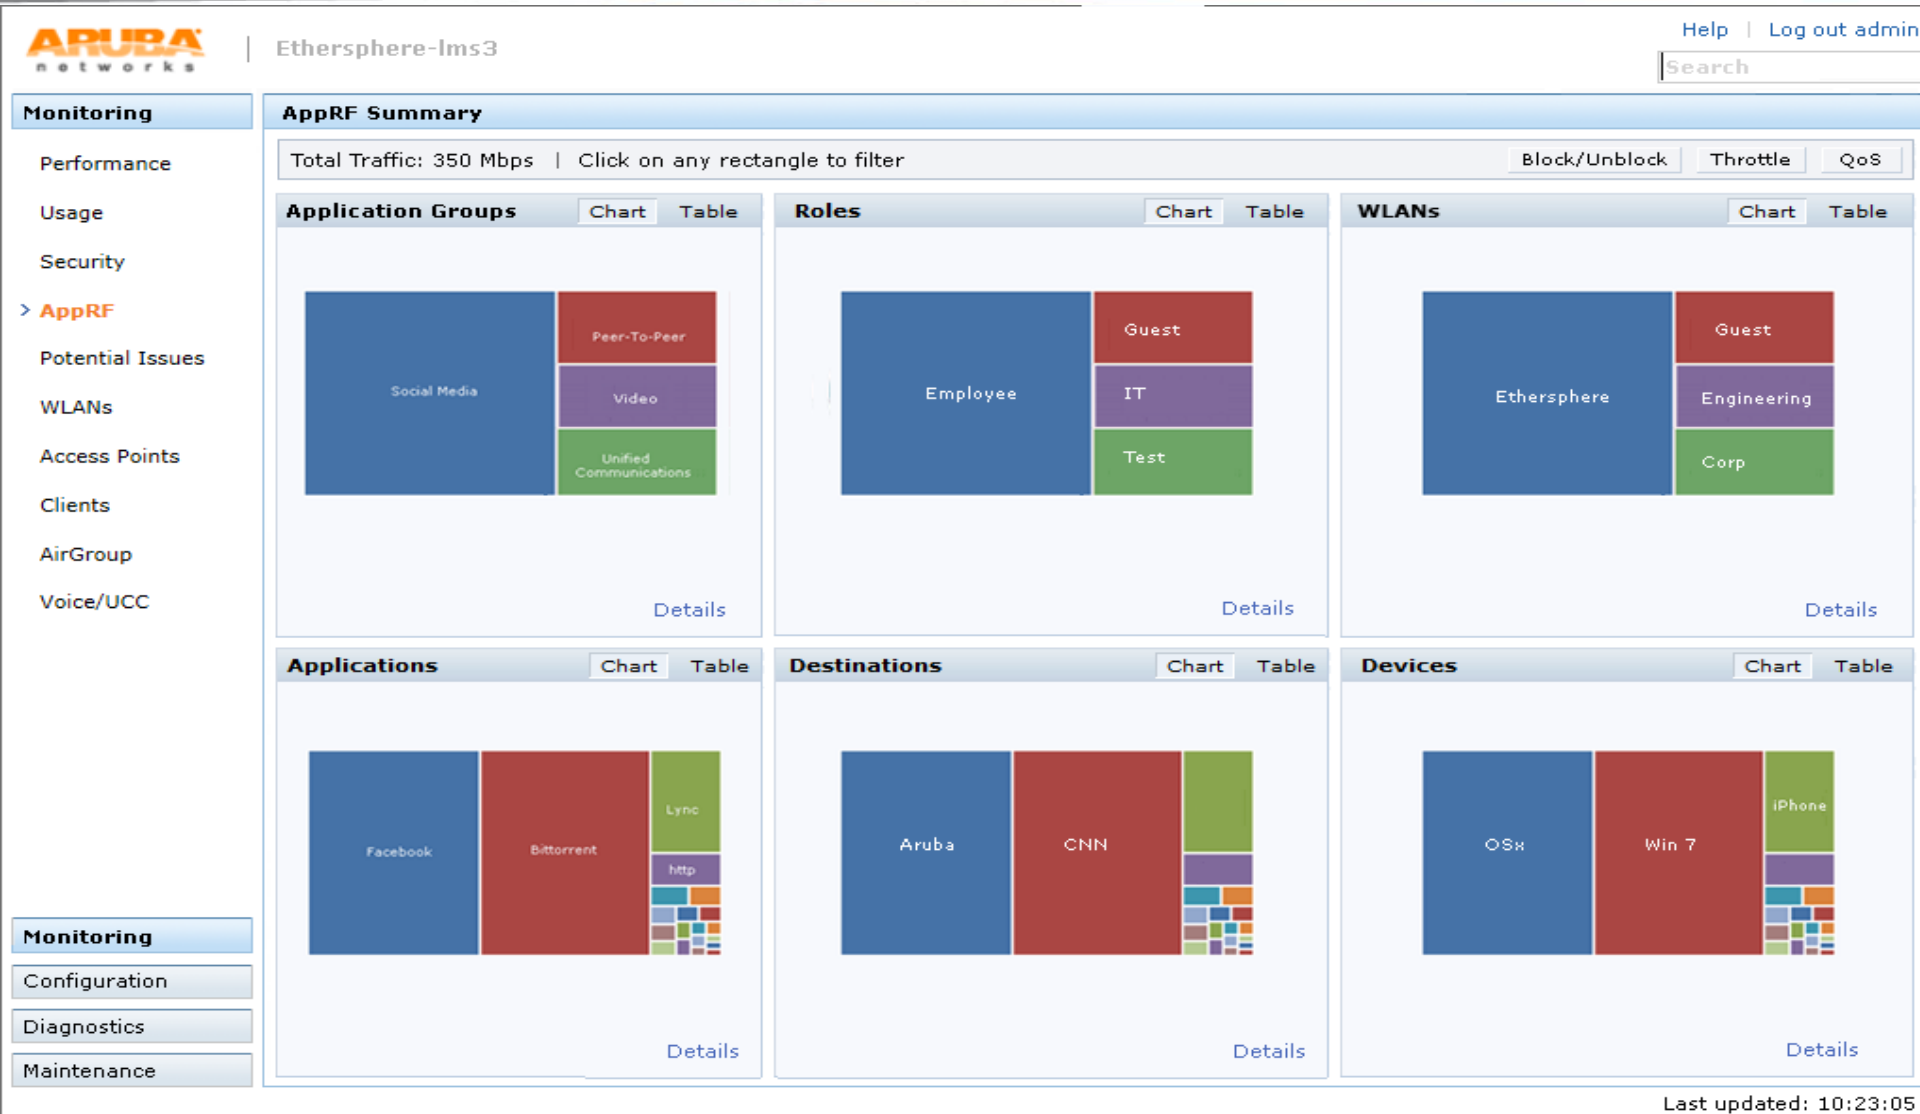 ARUBA
networks
Ethersphere-lms3
Help | Log out admin
Search
Monitoring
Performance
Usage
Security
> AppRF
Potential Issues
WLANs
Access Points
Clients
AirGroup
Voice/UCC
Monitoring
Configuration
Diagnostics
Maintenance
AppRF Summary
Total Traffic: 350 Mbps | Click on any rectangle to filter
Block/Unblock Throttle QoS
Application Groups Chart Table
Social Media
Peer-To-Peer
Video
Unified
Communications
Details
Roles Chart Table
Employee
Guest
IT
Test
Details
WLANs Chart Table
Ethersphere
Guest
Engineering
Corp
Details
Applications Chart Table
Facebook
Bittorrent
Lync
http
Details
Destinations Chart Table
Aruba
CNN
Details
Devices Chart Table
OSx
Win 7
iPhone
Details
Last updated: 10:23:05